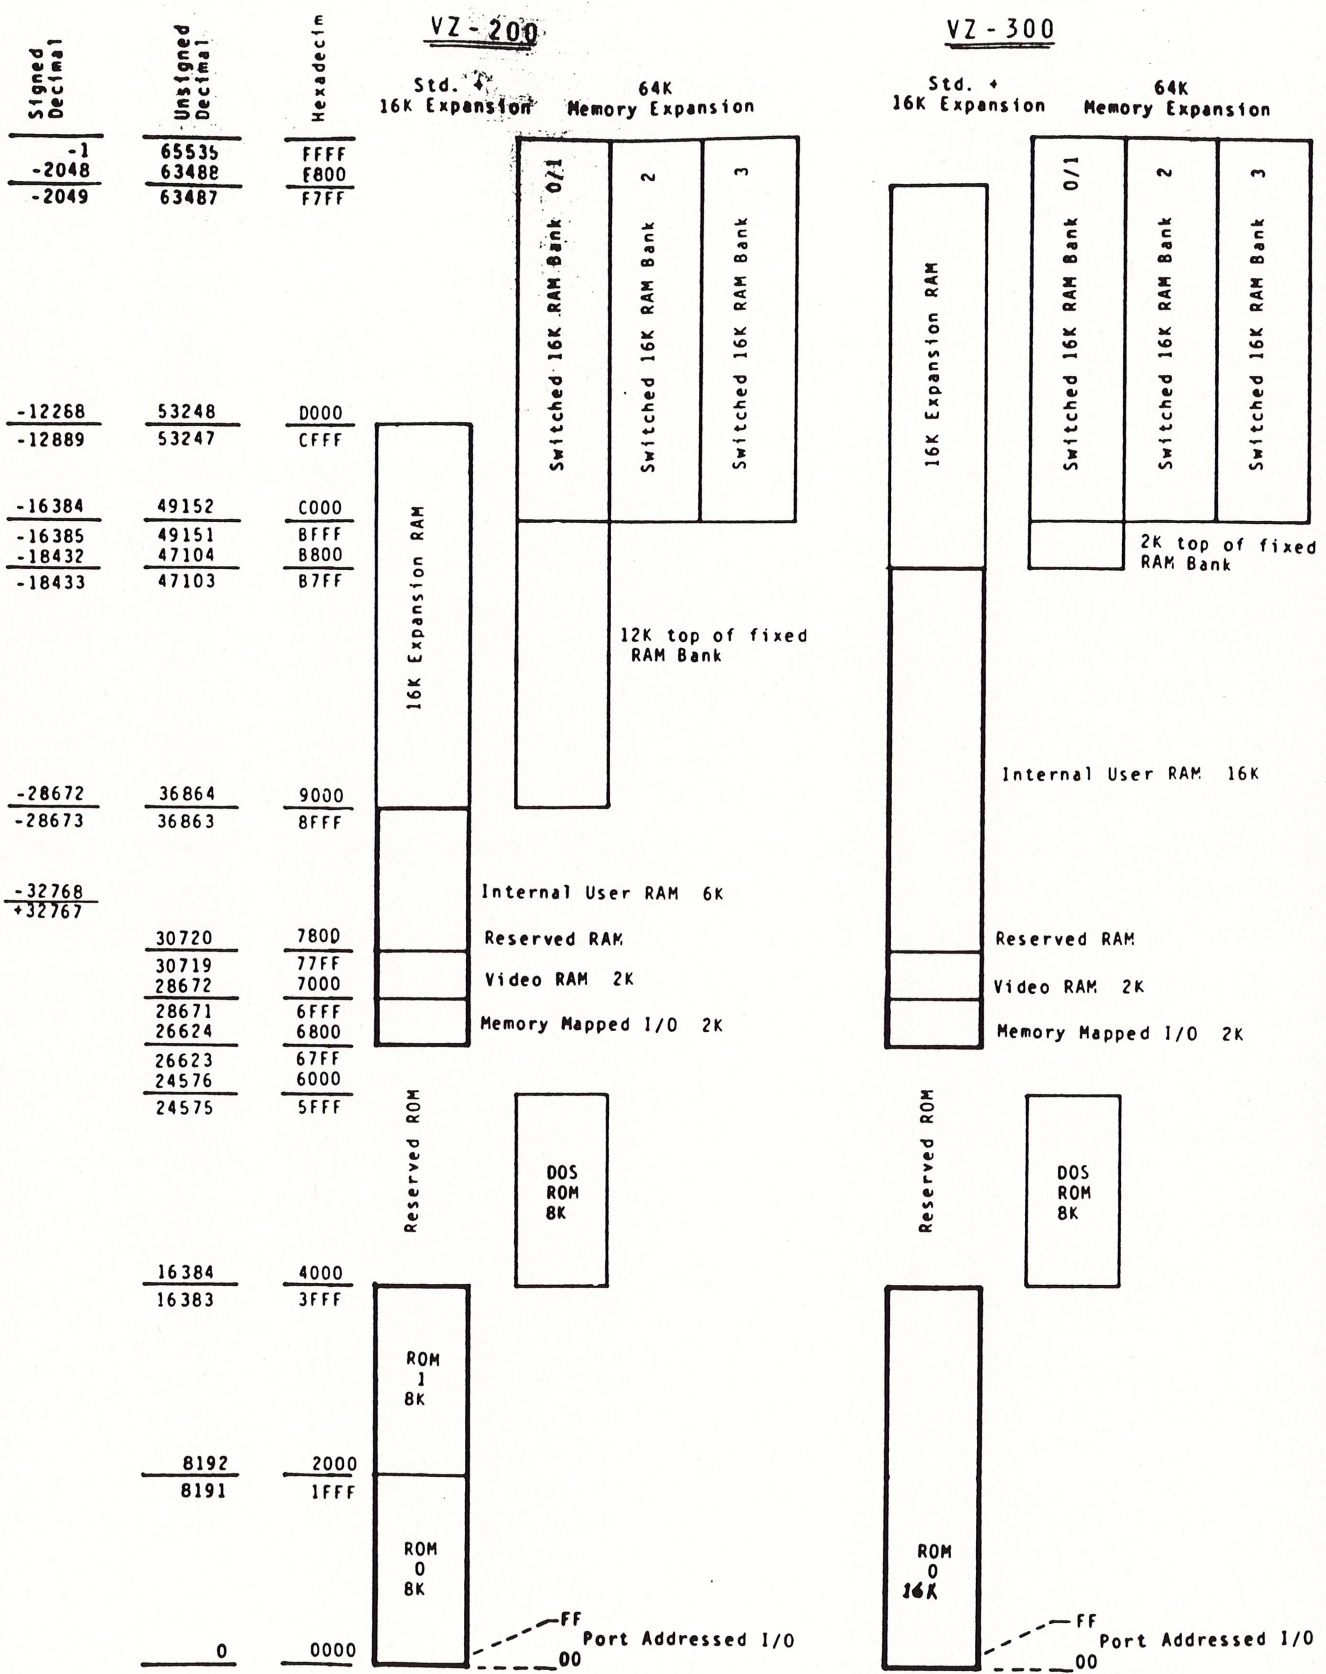 VZ-200
VZ-300
Signed Decimal
Unsigned Decimal
Hexadecim
Std. +
16K Expansion
64K
Memory Expansion
Std. +
16K Expansion
64K
Memory Expansion
-1 65535 FFFF
-2048 63488 F800
-2049 63487 F7FF
Switched 16K RAM Bank 0/1
Switched 16K RAM Bank 2
Switched 16K RAM Bank 3
16K Expansion RAM
Switched 16K RAM Bank 0/1
Switched 16K RAM Bank 2
Switched 16K RAM Bank 3
-12268 53248 D000
-12889 53247 CFFF
-16384 49152 C000
-16385 49151 BFFF
-18432 47104 B800
-18433 47103 B7FF
16K Expansion RAM
2K top of fixed
RAM Bank
12K top of fixed
RAM Bank
Internal User RAM 16K
-28672 36864 9000
-28673 36863 8FFF
-32768
+32767
Internal User RAM 6K
30720 7800
Reserved RAM
Reserved RAM
30719 77FF
28672 7000
Video RAM 2K
Video RAM 2K
28671 6FFF
26624 6800
Memory Mapped I/O 2K
Memory Mapped I/O 2K
26623 67FF
24576 6000
24575 5FFF
Reserved ROM
DOS
ROM
8K
Reserved ROM
DOS
ROM
8K
16384 4000
16383 3FFF
ROM
1
8K
8192 2000
8191 1FFF
ROM
0
8K
ROM
0
16K
FF
Port Addressed I/O
00
FF
Port Addressed I/O
00
0 0000